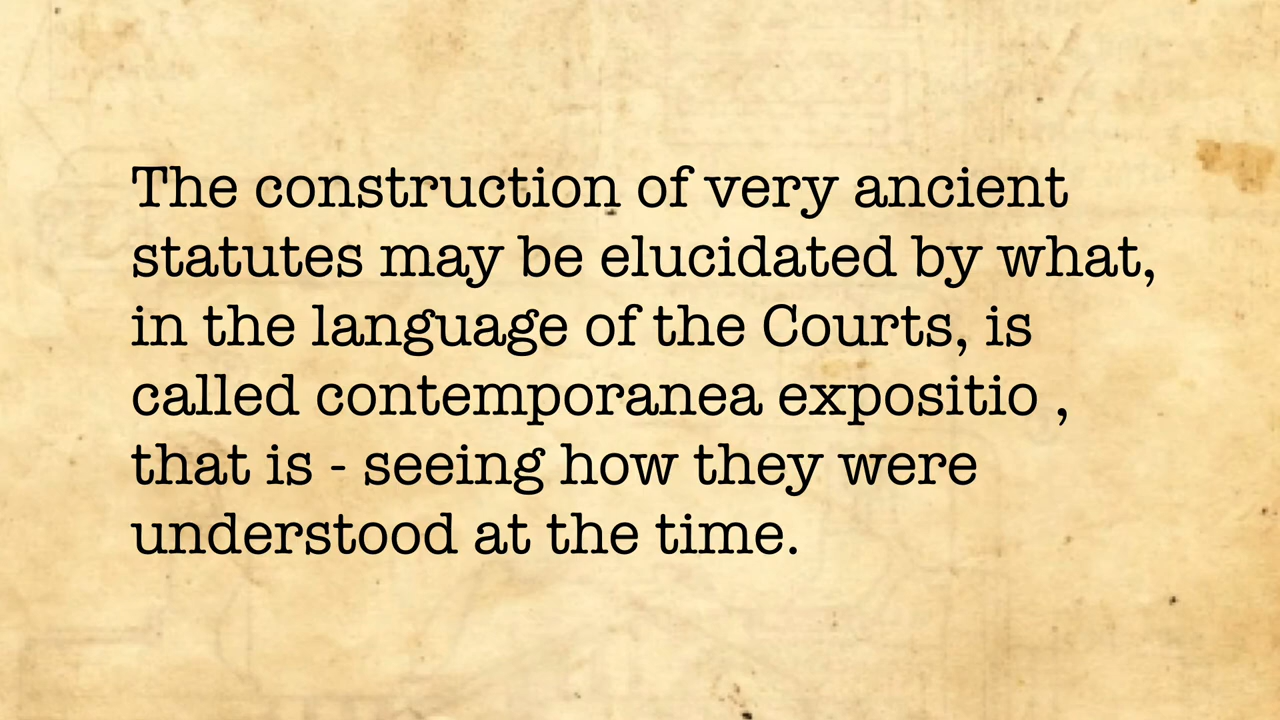 The construction of very ancient
statutes may be elucidated by what,
in the language of the Courts, is
called contemporanea expositio ,
that is - seeing how they were
understood at the time.